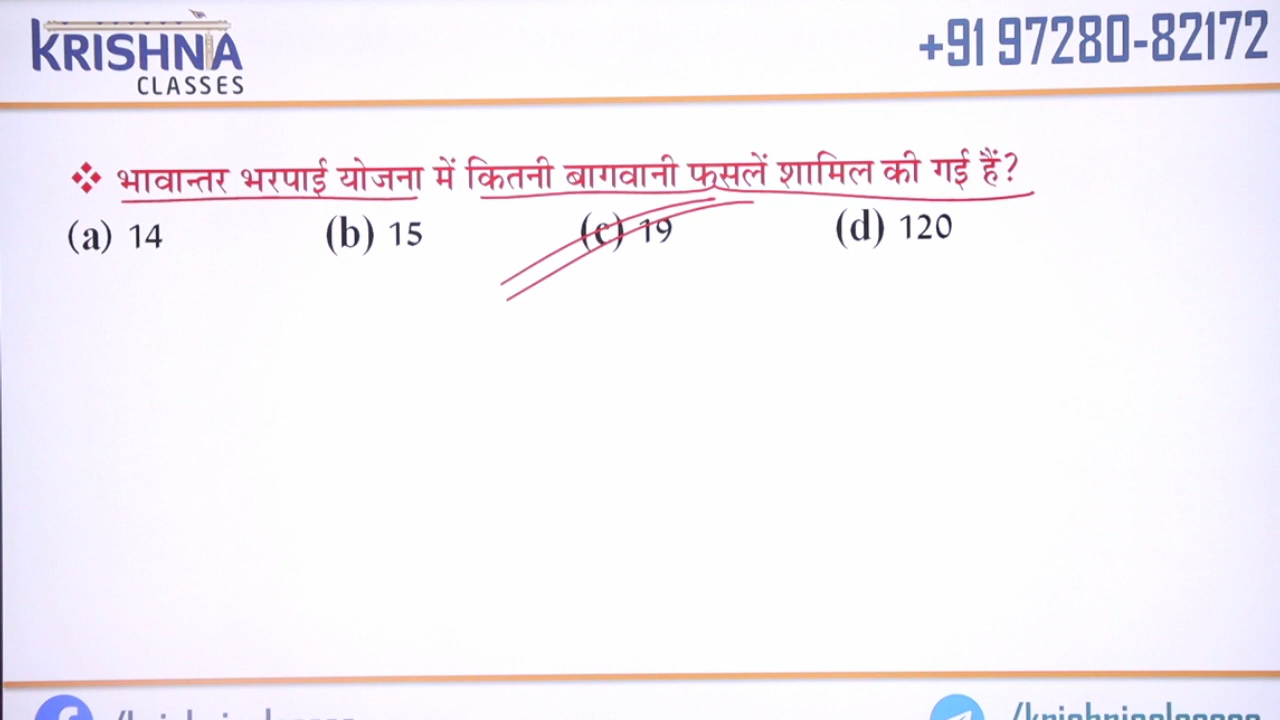 KRISHNA
CLASSES
+91 97280-82172
❖ भावान्तर भरपाई योजना में कितनी बागवानी फसलें शामिल की गई हैं?
(a) 14 (b) 15 (c) 19 (d) 120